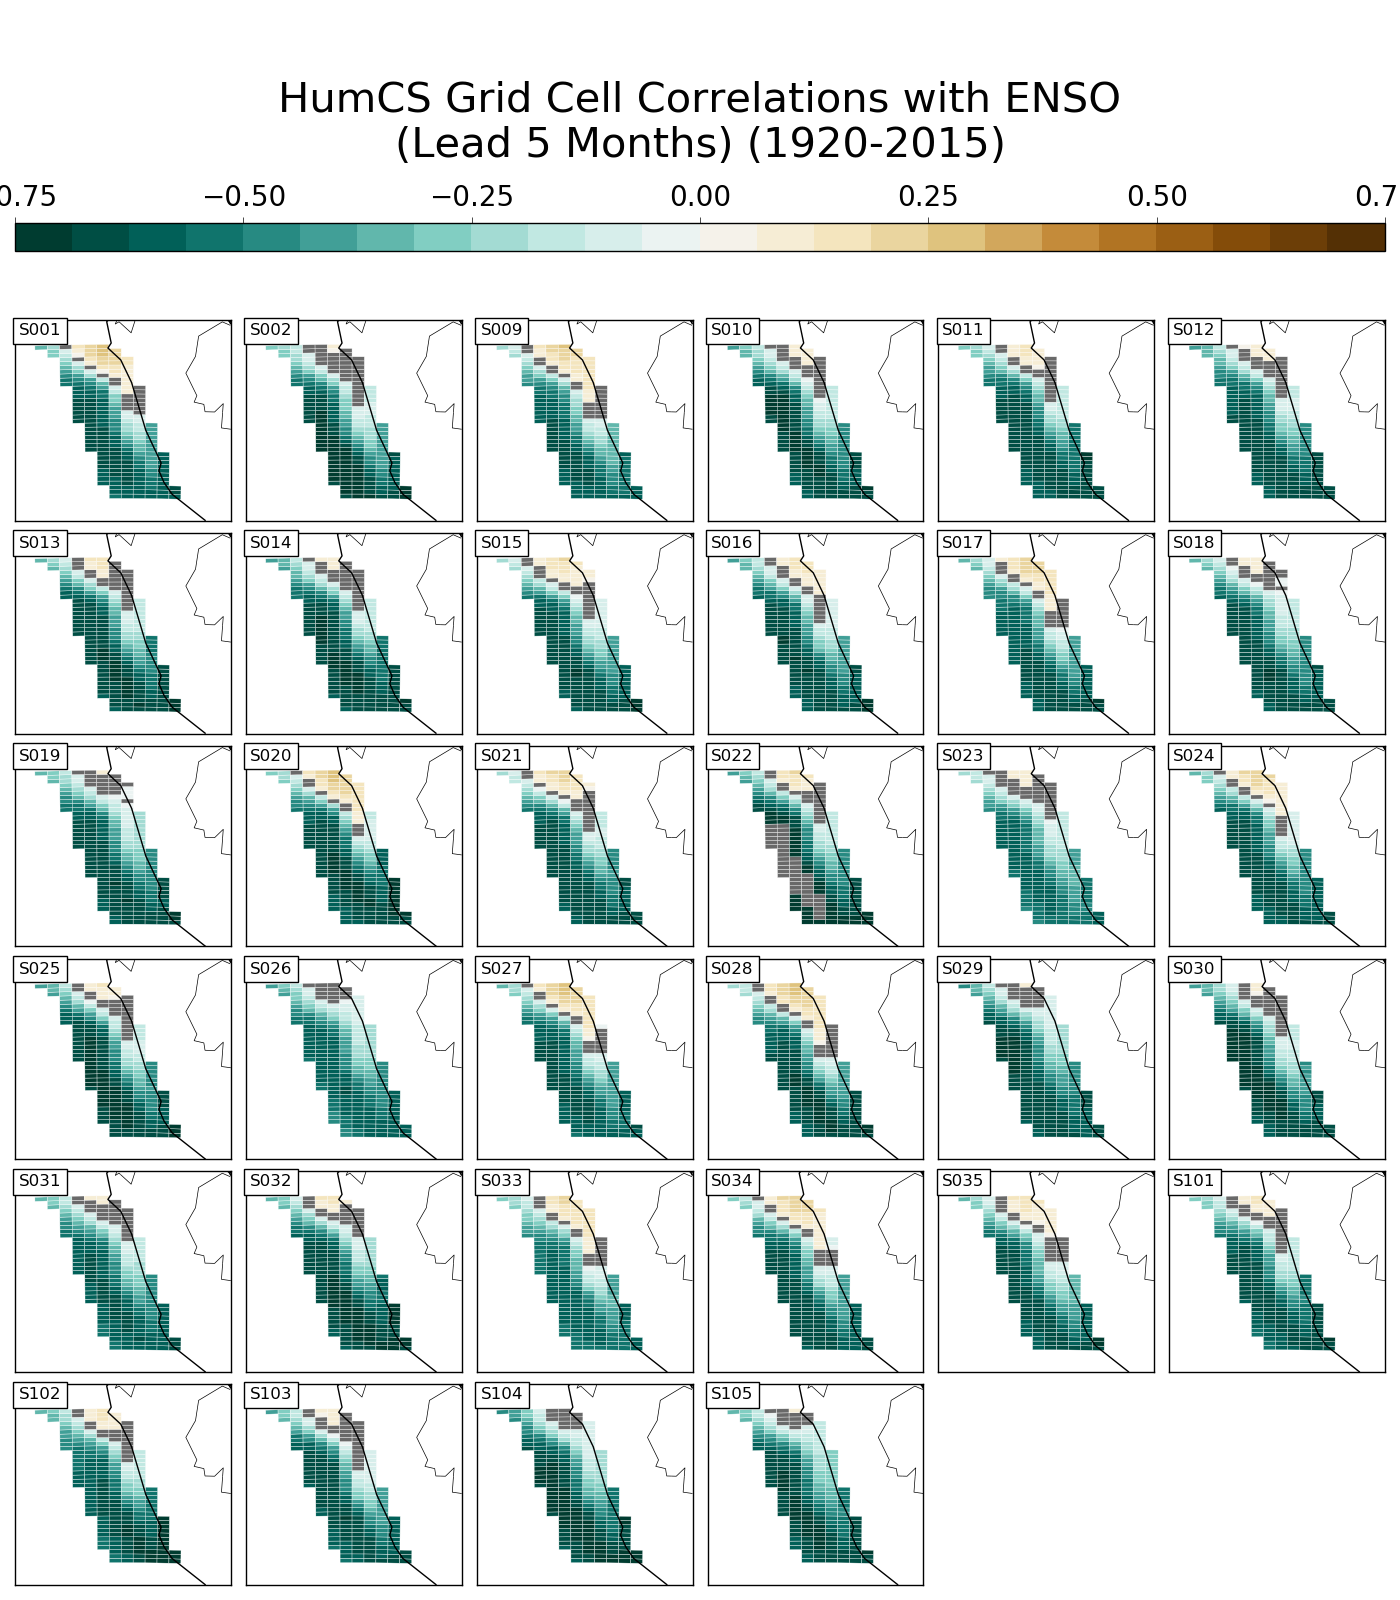 HumCS Grid Cell Correlations with ENSO
(Lead 5 Months) (1920-2015)
0.75 −0.50 −0.25 0.00 0.25 0.50 0.7
S001 S002 S009 S010 S011 S012
S013 S014 S015 S016 S017 S018
S019 S020 S021 S022 S023 S024
S025 S026 S027 S028 S029 S030
S031 S032 S033 S034 S035 S101
S102 S103 S104 S105